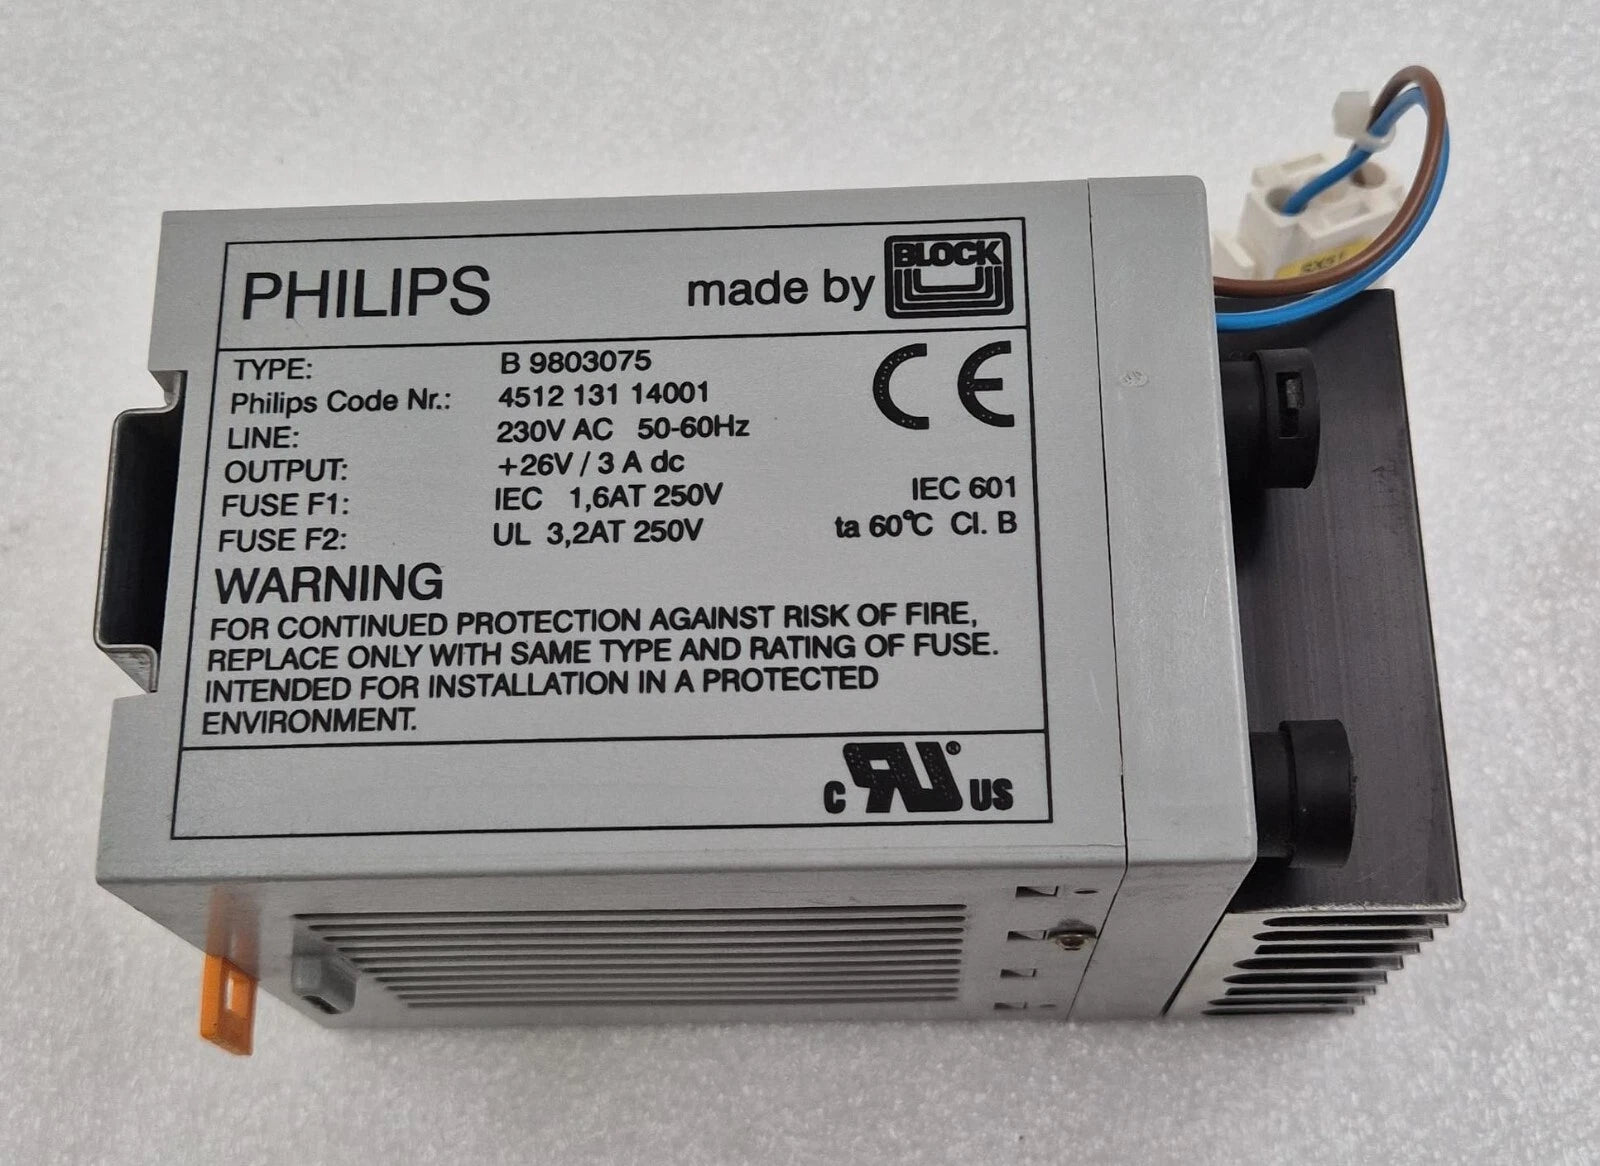 PHILIPS made by BLOCK
TYPE: B 9803075
Philips Code Nr.: 4512 131 14001
LINE: 230V AC 50-60Hz
OUTPUT: +26V / 3 A dc
FUSE F1: IEC 1,6AT 250V IEC 601
FUSE F2: UL 3,2AT 250V ta 60°C Cl. B
CE
WARNING
FOR CONTINUED PROTECTION AGAINST RISK OF FIRE,
REPLACE ONLY WITH SAME TYPE AND RATING OF FUSE.
INTENDED FOR INSTALLATION IN A PROTECTED
ENVIRONMENT.
C RU ® US